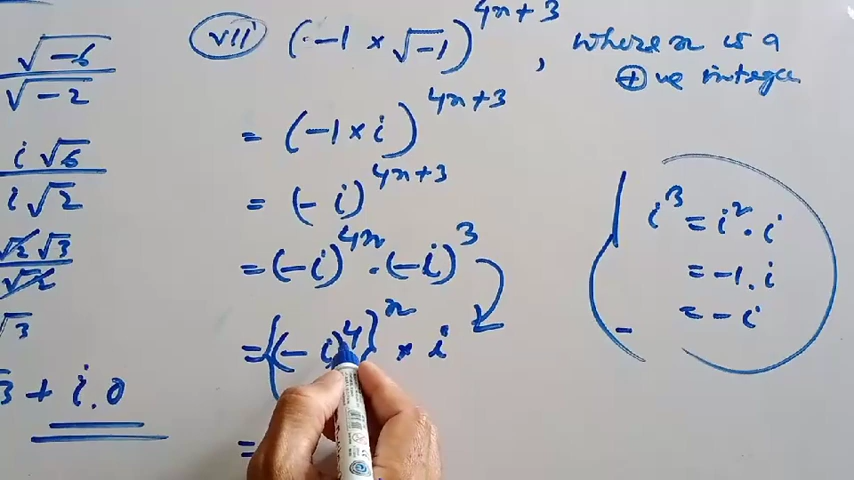 √-6
√-2
i√6
i√2
√2√3
√2
√3
√3 + i.0
vii (-1 × √-1)^4n+3, where n is a
⊕ve integer
= (-1 × i)^4n+3
= (-i)^4n+3
= (-i)^4n · (-i)^3
= {(-i)^4}^n × i
=
i^3 = i^2 · i
= -1 . i
= -i